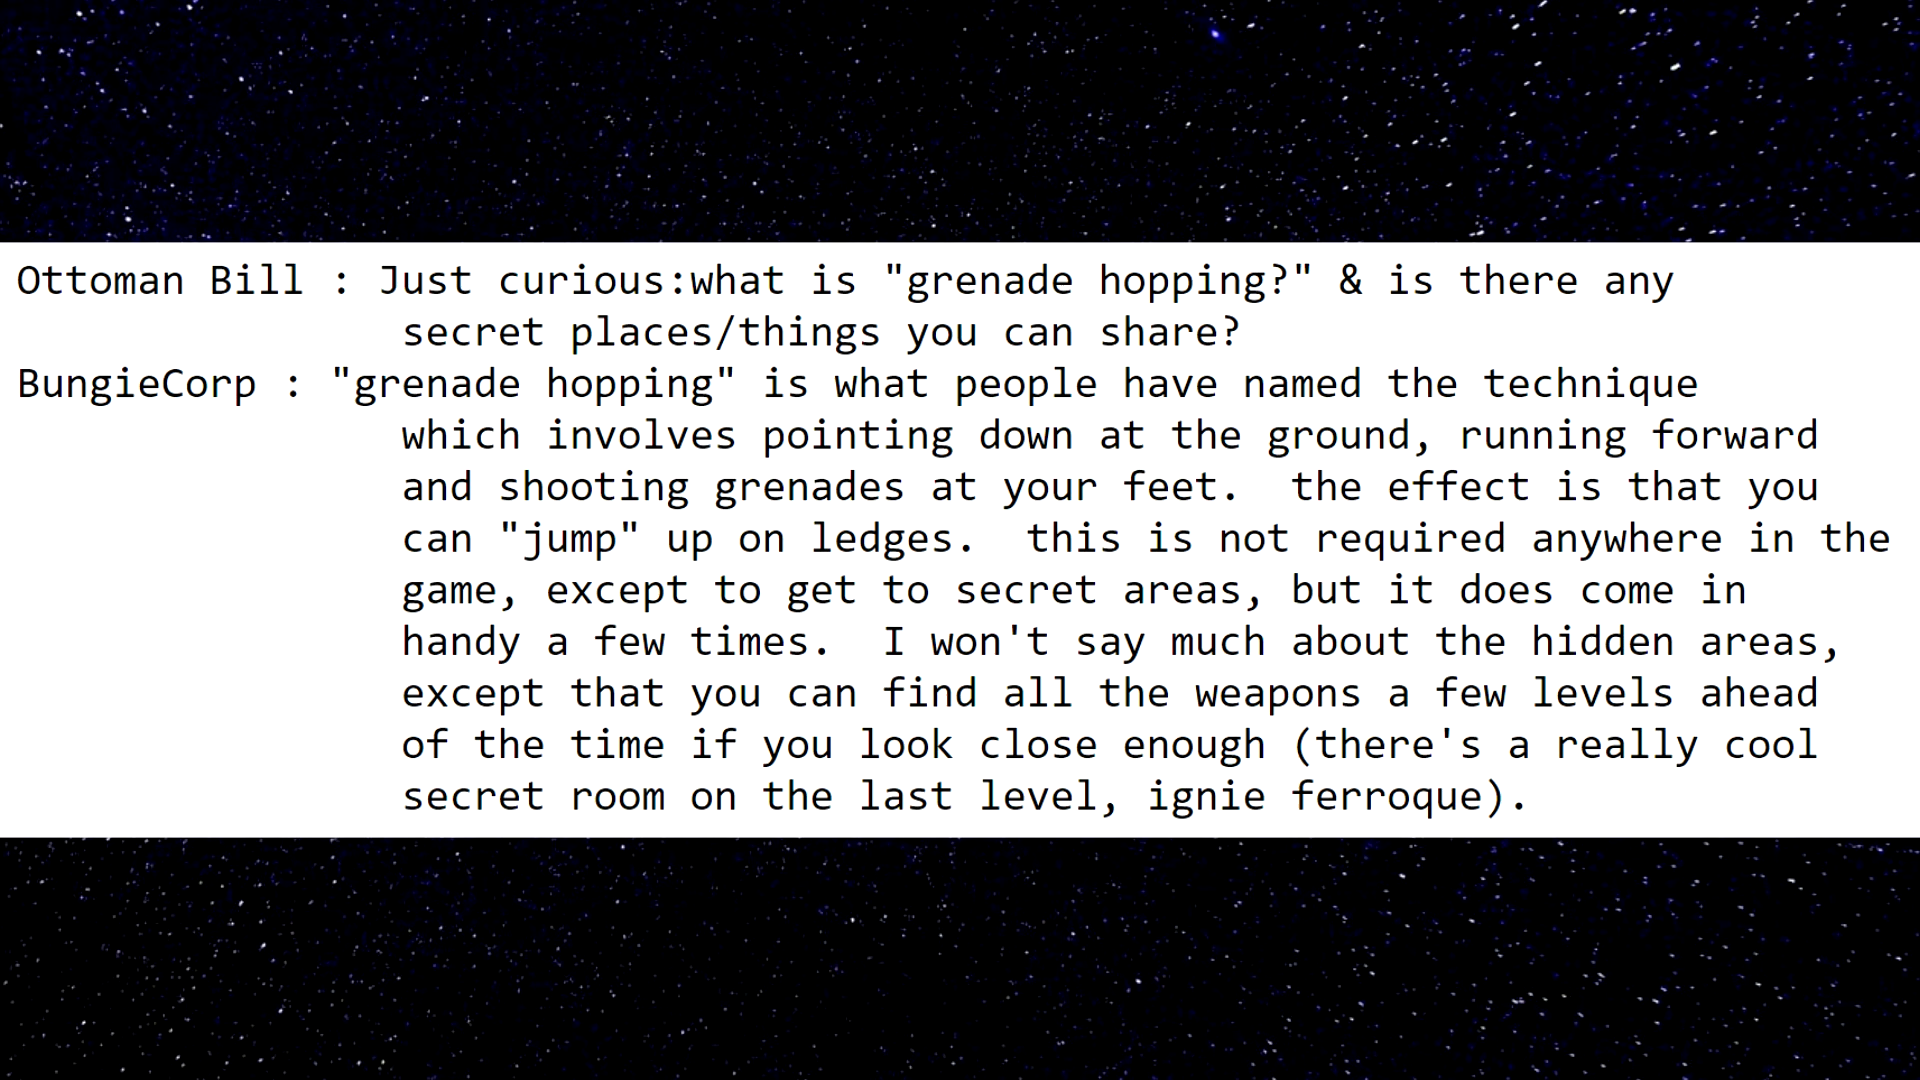 Ottoman Bill : Just curious:what is "grenade hopping?" & is there any
secret places/things you can share?
BungieCorp : "grenade hopping" is what people have named the technique
which involves pointing down at the ground, running forward
and shooting grenades at your feet.  the effect is that you
can "jump" up on ledges.  this is not required anywhere in the
game, except to get to secret areas, but it does come in
handy a few times.  I won't say much about the hidden areas,
except that you can find all the weapons a few levels ahead
of the time if you look close enough (there's a really cool
secret room on the last level, ignie ferroque).